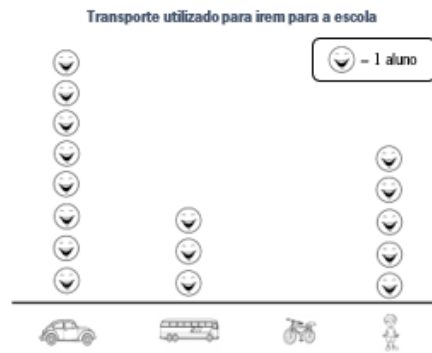 Transporte utilizado para irem para a escola
= 1 aluno